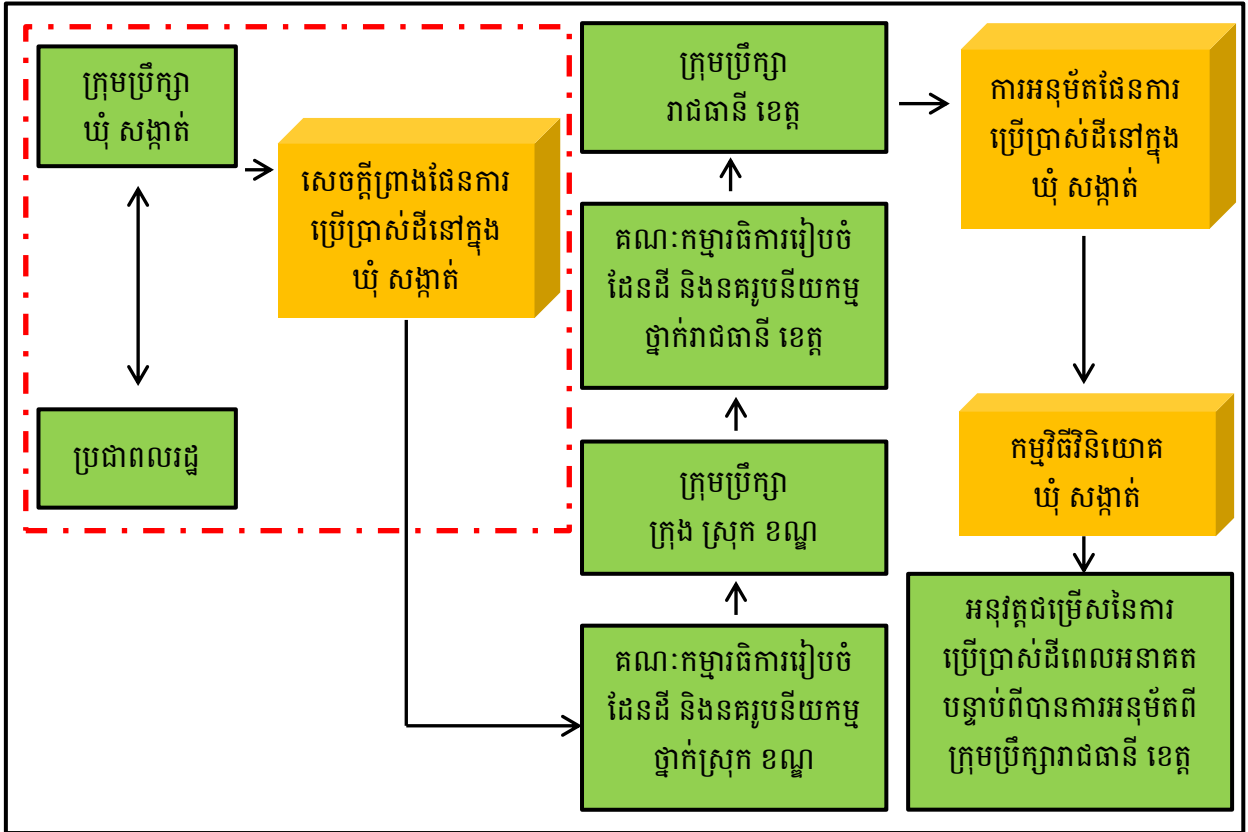 ក្រុមប្រឹក្សា
ឃុំ សង្កាត់
ប្រជាពលរដ្ឋ
សេចក្តីព្រាងផែនការ
ប្រើប្រាស់ដីនៅក្នុង
ឃុំ សង្កាត់
ក្រុមប្រឹក្សា
រាជធានី ខេត្ត
គណៈកម្មាធិការរៀបចំ
ដែនដី និងនគរូបនីយកម្ម
ថ្នាក់រាជធានី ខេត្ត
ក្រុមប្រឹក្សា
ក្រុង ស្រុក ខណ្ឌ
គណៈកម្មាធិការរៀបចំ
ដែនដី និងនគរូបនីយកម្ម
ថ្នាក់ស្រុក ខណ្ឌ
ការអនុម័តផែនការ
ប្រើប្រាស់ដីនៅក្នុង
ឃុំ សង្កាត់
កម្មវិធីវិនិយោគ
ឃុំ សង្កាត់
អនុវត្តជម្រើសនៃការ
ប្រើប្រាស់ដីពេលអនាគត
បន្ទាប់ពីបានការអនុម័តពី
ក្រុមប្រឹក្សារាជធានី ខេត្ត